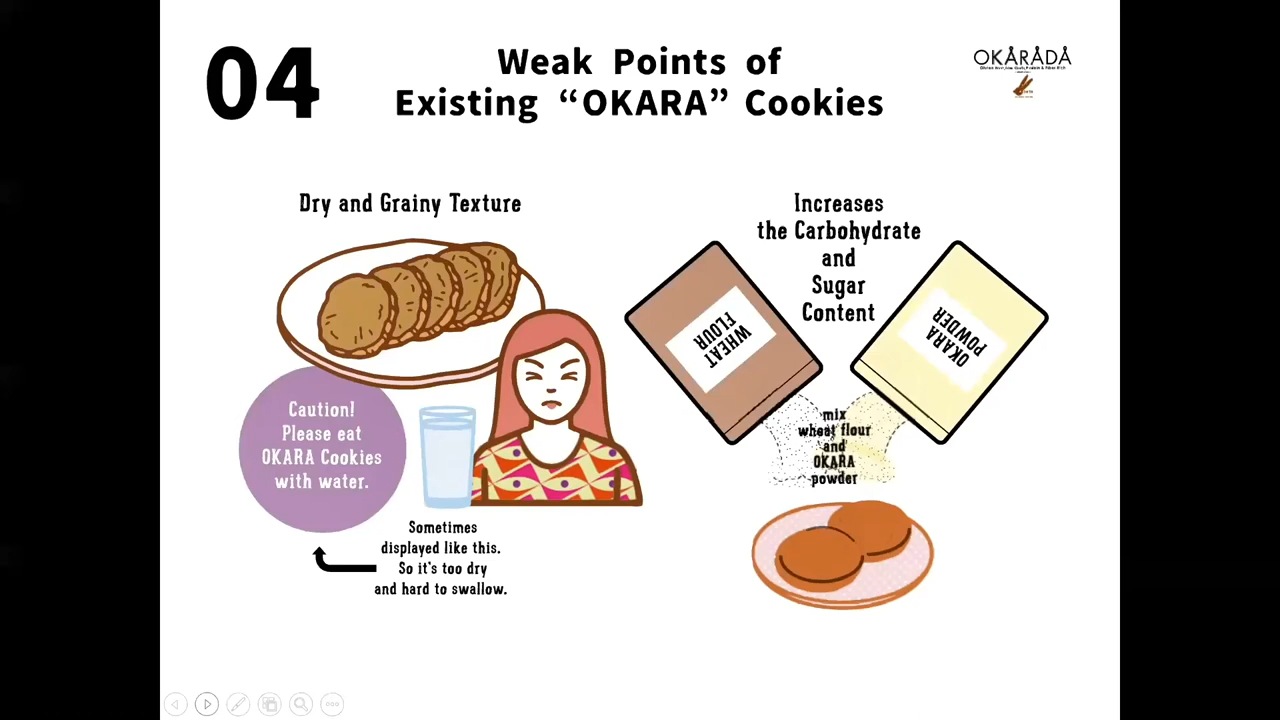 04
Weak Points of
Existing “OKARA” Cookies
OKÅRÅDÅ
Dry and Grainy Texture
Caution!
Please eat
OKARA Cookies
with water.
Sometimes
displayed like this.
So it's too dry
and hard to swallow.
Increases
the Carbohydrate
and
Sugar
Content
WHEAT
FLOUR
OKARA
POWDER
mix
wheat flour
and
OKARA
powder